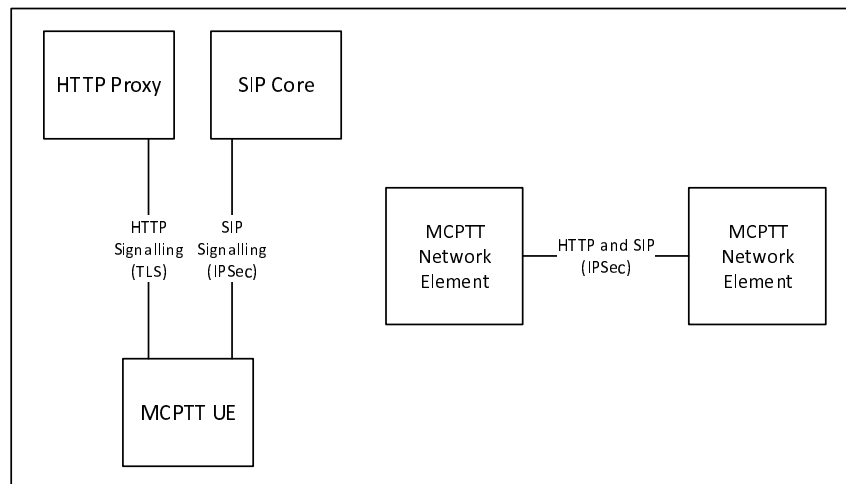 HTTP Proxy
SIP Core
HTTP
Signalling
(TLS)
SIP
Signalling
(IPSec)
MCPTT UE
MCPTT
Network
Element
HTTP and SIP
(IPSec)
MCPTT
Network
Element